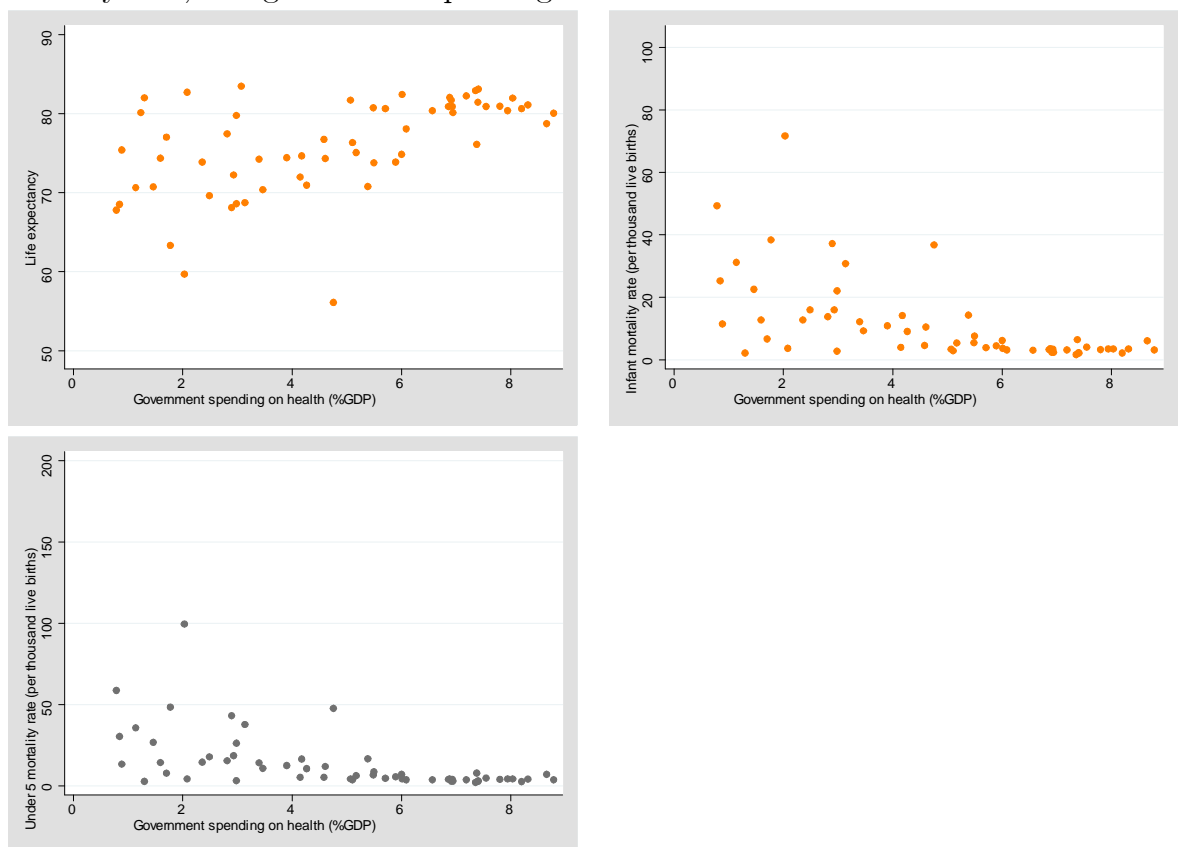 90
80
70
60
50
Life expectancy
0 2 4 6 8
Government spending on health (%GDP)
100
80
60
40
20
0
Infant mortality rate (per thousand live births)
0 2 4 6 8
Government spending on health (%GDP)
200
150
100
50
0
Under 5 mortality rate (per thousand live births)
0 2 4 6 8
Government spending on health (%GDP)